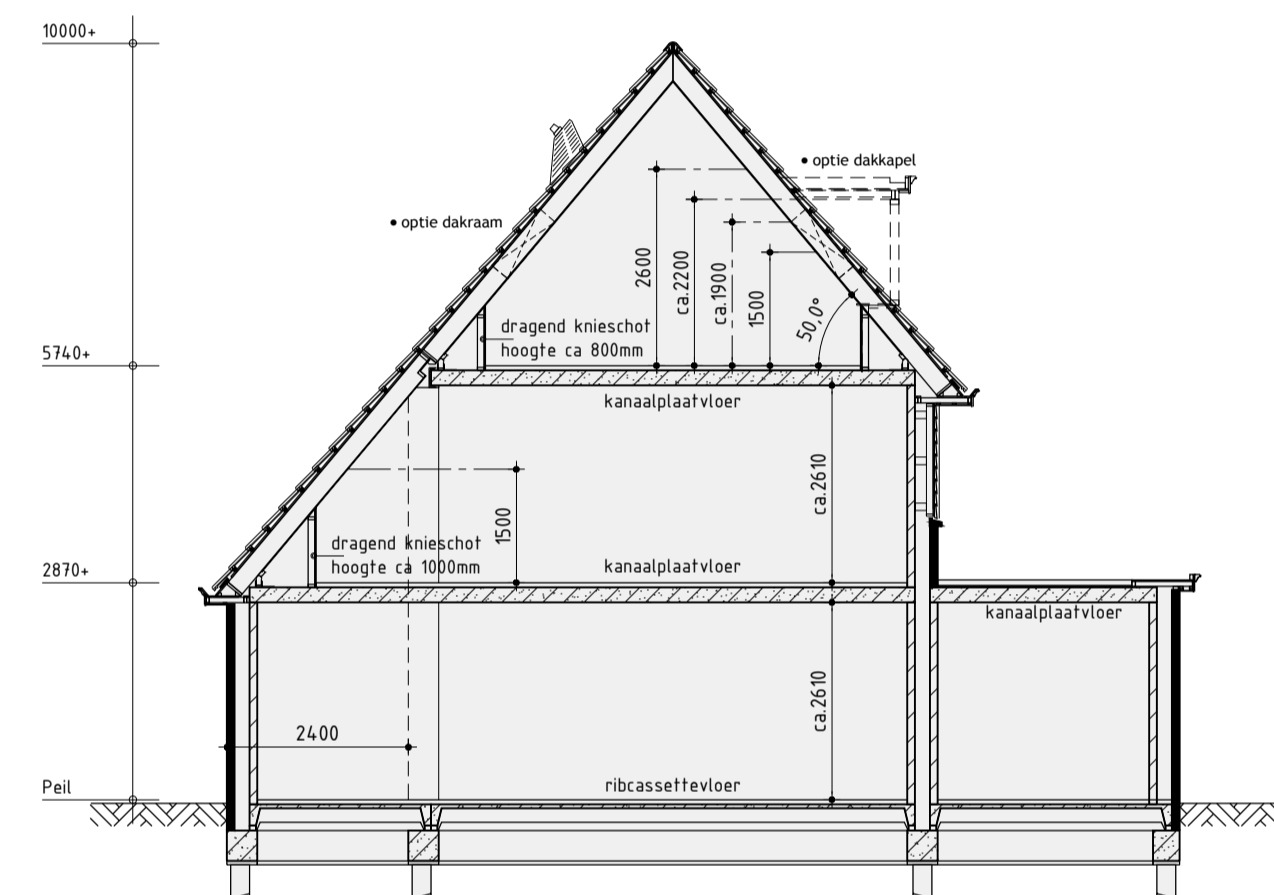 10000+
• optie dakkapel
• optie dakraam
2600
ca.2200
ca.1900
1500
50,0°
dragend knieschot
hoogte ca 800mm
5740+
kanaalplaatvloer
ca.2610
1500
dragend knieschot
hoogte ca 1000mm
kanaalplaatvloer
2870+
kanaalplaatvloer
ca.2610
2400
Peil
ribcassettevloer